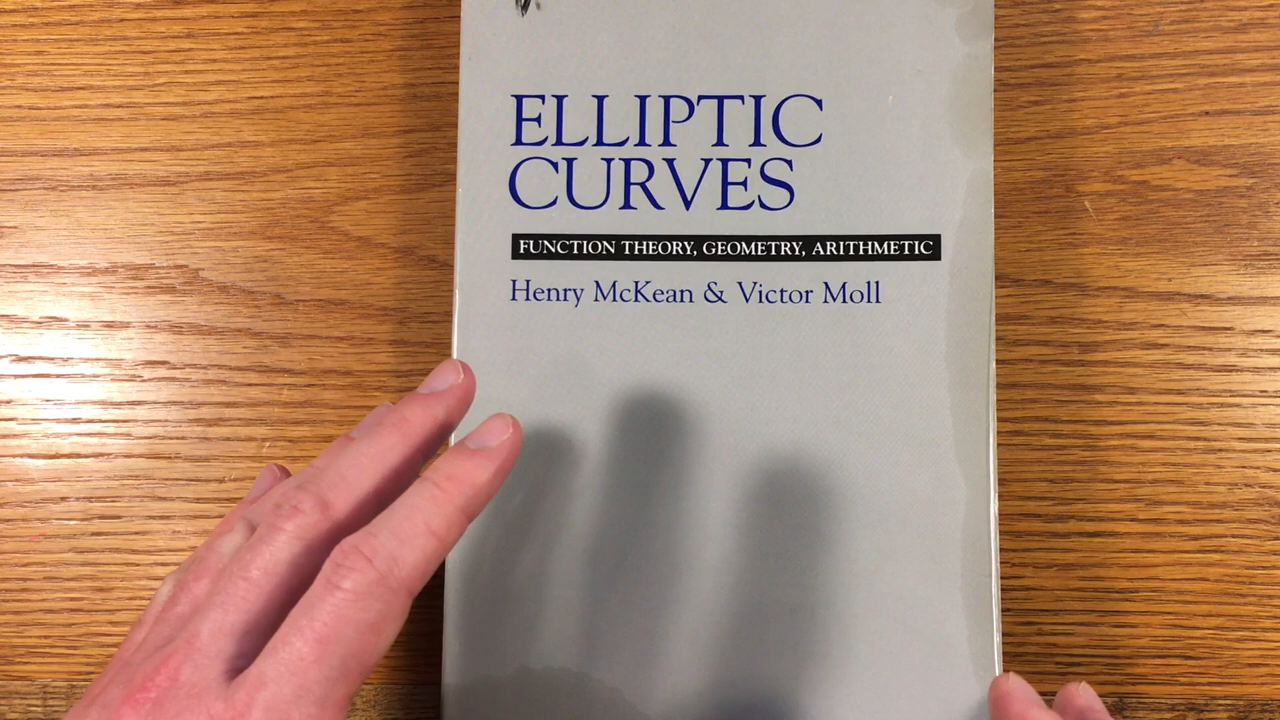 ELLIPTIC
CURVES
FUNCTION THEORY, GEOMETRY, ARITHMETIC
Henry McKean & Victor Moll